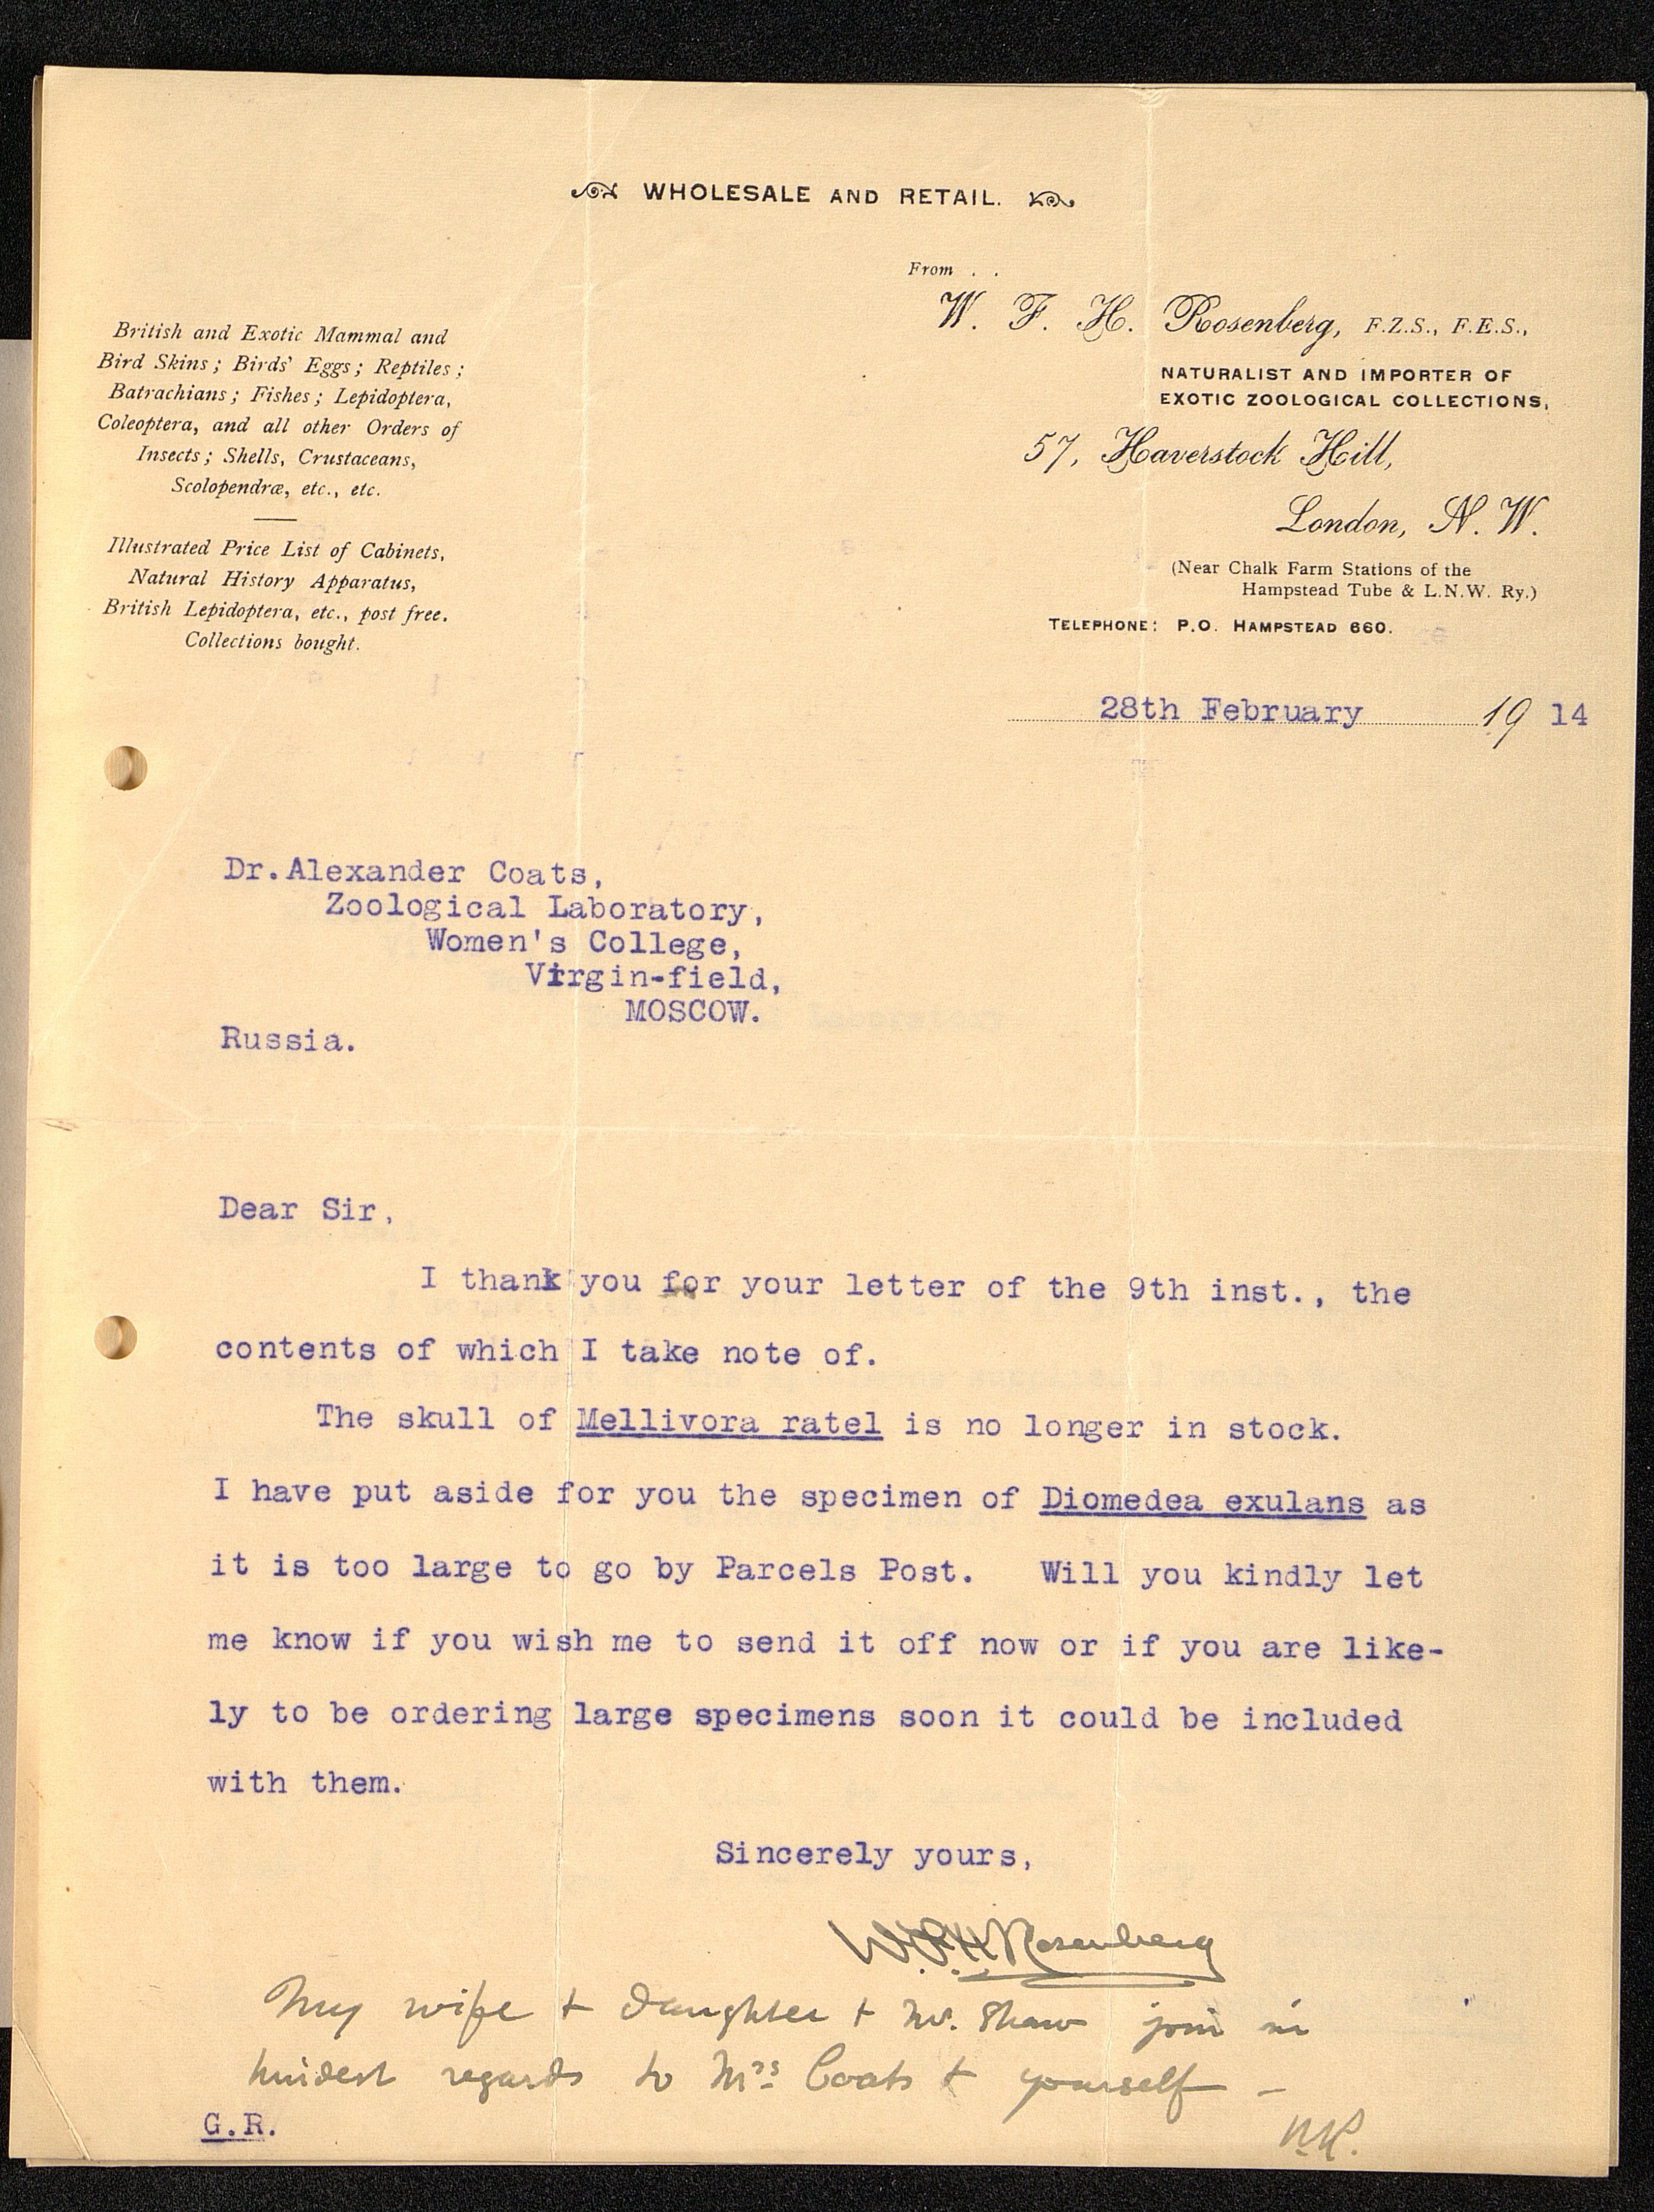 WHOLESALE AND RETAIL.
From . .
W. F. H. Rosenberg, F.Z.S., F.E.S.,
NATURALIST AND IMPORTER OF
EXOTIC ZOOLOGICAL COLLECTIONS,
57, Haverstock Hill,
London, N. W.
(Near Chalk Farm Stations of the
Hampstead Tube & L.N.W. Ry.)
TELEPHONE: P.O. HAMPSTEAD 660.
British and Exotic Mammal and
Bird Skins; Birds' Eggs; Reptiles;
Batrachians; Fishes; Lepidoptera,
Coleoptera, and all other Orders of
Insects; Shells, Crustaceans,
Scolopendræ, etc., etc.
Illustrated Price List of Cabinets,
Natural History Apparatus,
British Lepidoptera, etc., post free.
Collections bought.
28th February 19 14
Dr.Alexander Coats,
Zoological Laboratory,
Women's College,
Virgin-field,
MOSCOW.
Russia.
Dear Sir,
I thank you for your letter of the 9th inst., the
contents of which I take note of.
The skull of Mellivora ratel is no longer in stock.
I have put aside for you the specimen of Diomedea exulans as
it is too large to go by Parcels Post. Will you kindly let
me know if you wish me to send it off now or if you are like-
ly to be ordering large specimens soon it could be included
with them.
Sincerely yours,
W.F.H.Rosenberg
My wife + daughter + Mr. Shaw join in
kindest regards to Mrs Coats + yourself -
G.R.